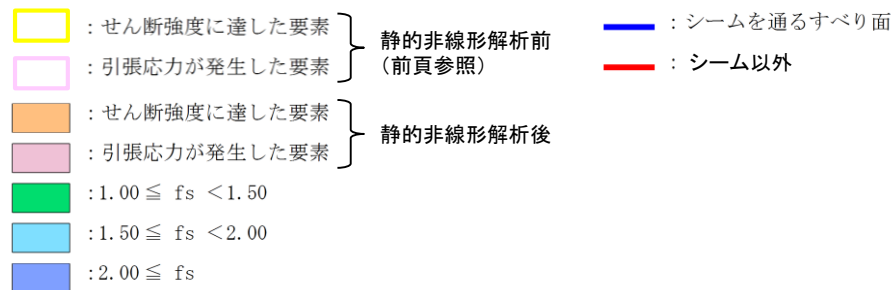 ：せん断強度に達した要素
：引張応力が発生した要素
静的非線形解析前
（前頁参照）
：せん断強度に達した要素
：引張応力が発生した要素
静的非線形解析後
：1.00≦ fs ＜1.50
：1.50≦ fs ＜2.00
：2.00≦ fs
：シームを通るすべり面
：シーム以外